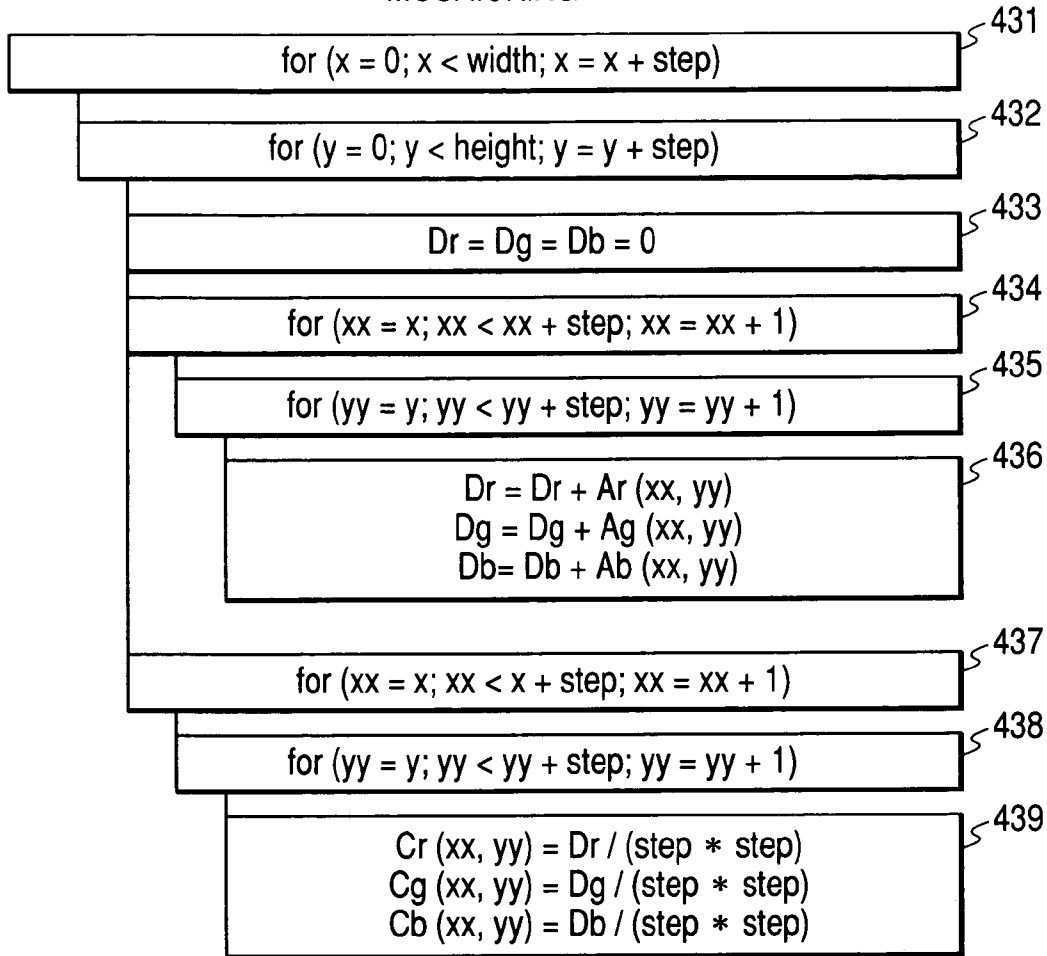 431
for (x = 0; x < width; x = x + step)
432
for (y = 0; y < height; y = y + step)
433
Dr = Dg = Db = 0
434
for (xx = x; xx < xx + step; xx = xx + 1)
435
for (yy = y; yy < yy + step; yy = yy + 1)
436
Dr = Dr + Ar (xx, yy)
Dg = Dg + Ag (xx, yy)
Db= Db + Ab (xx, yy)
437
for (xx = x; xx < x + step; xx = xx + 1)
438
for (yy = y; yy < yy + step; yy = yy + 1)
439
Cr (xx, yy) = Dr / (step * step)
Cg (xx, yy) = Dg / (step * step)
Cb (xx, yy) = Db / (step * step)